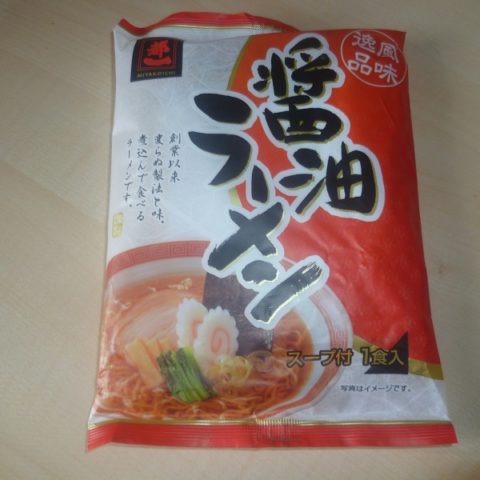 都一
MIYAKOICHI
風味
逸品
醤油
ラーメン
創業以来
変らぬ製法と味。
煮込んで食べる
ラーメンです。
スープ付 1食入
写真はイメージです。